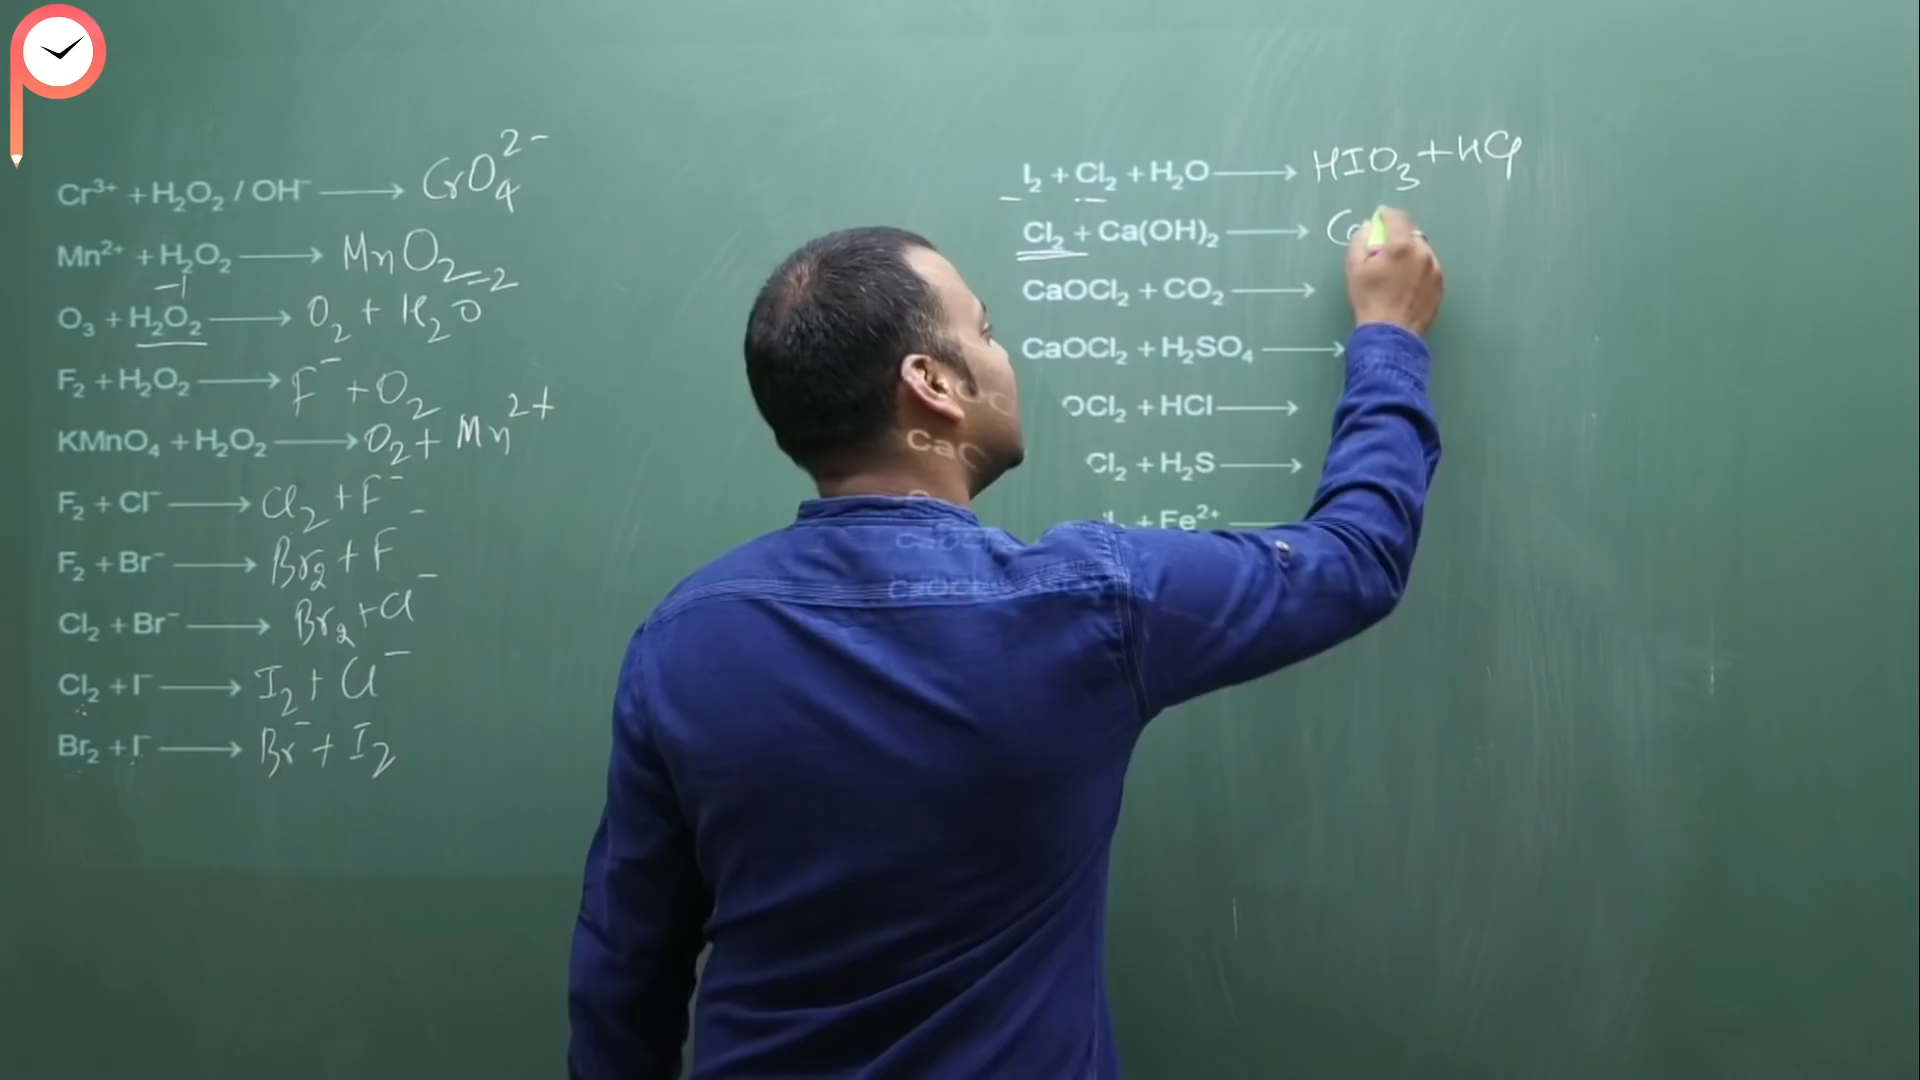 Cr³⁺ + H₂O₂ / OH⁻ ⟶ CrO₄²⁻
Mn²⁺ + H₂O₂ ⟶ MnO₂
-1 -2
O₃ + H₂O₂ ⟶ O₂ + H₂O
F₂ + H₂O₂ ⟶ F⁻ + O₂
KMnO₄ + H₂O₂ ⟶ O₂ + Mn²⁺
F₂ + Cl⁻ ⟶ Cl₂ + F⁻
F₂ + Br⁻ ⟶ Br₂ + F⁻
Cl₂ + Br⁻ ⟶ Br₂ + Cl⁻
Cl₂ + I⁻ ⟶ I₂ + Cl⁻
Br₂ + I⁻ ⟶ Br⁻ + I₂
I₂ + Cl₂ + H₂O ⟶ HIO₃ + HCl
Cl₂ + Ca(OH)₂ ⟶
CaOCl₂ + CO₂ ⟶
CaOCl₂ + H₂SO₄ ⟶
OCl₂ + HCl ⟶
Cl₂ + H₂S ⟶
+ Fe²⁺